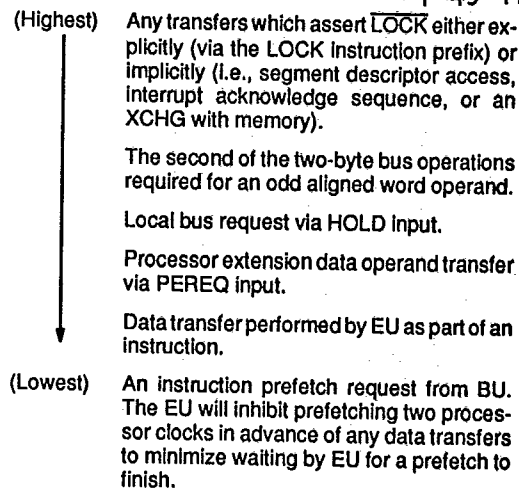 (Highest) Any transfers which assert LOCK either ex-
plicitly (via the LOCK instruction prefix) or
implicitly (i.e., segment descriptor access,
interrupt acknowledge sequence, or an
XCHG with memory).
The second of the two-byte bus operations
required for an odd aligned word operand.
Local bus request via HOLD input.
Processor extension data operand transfer
via PEREQ input.
Data transfer performed by EU as part of an
instruction.
(Lowest) An instruction prefetch request from BU.
The EU will inhibit prefetching two proces-
sor clocks in advance of any data transfers
to minimize waiting by EU for a prefetch to
finish.